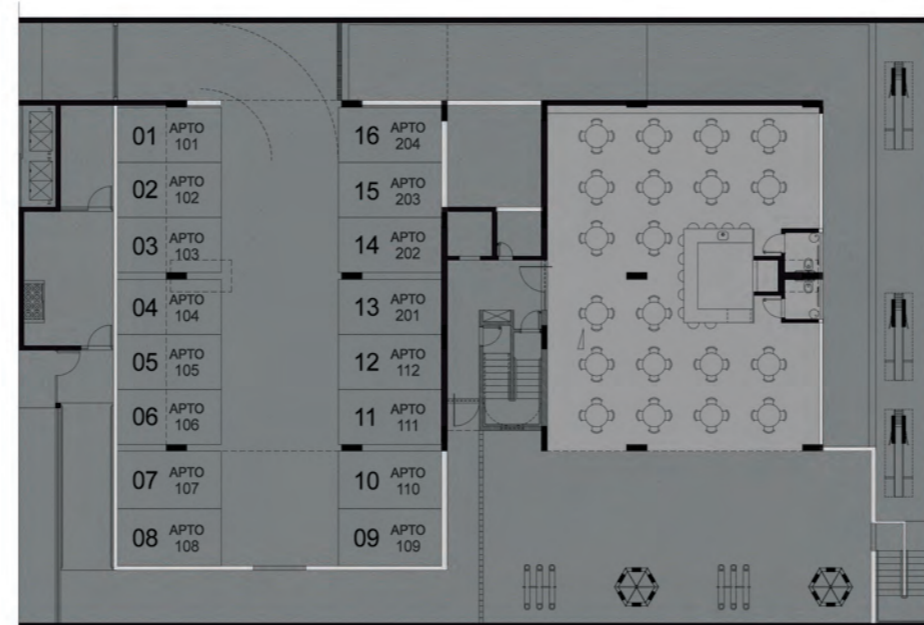 01 APTO 101
02 APTO 102
03 APTO 103
04 APTO 104
05 APTO 105
06 APTO 106
07 APTO 107
08 APTO 108
16 APTO 204
15 APTO 203
14 APTO 202
13 APTO 201
12 APTO 112
11 APTO 111
10 APTO 110
09 APTO 109